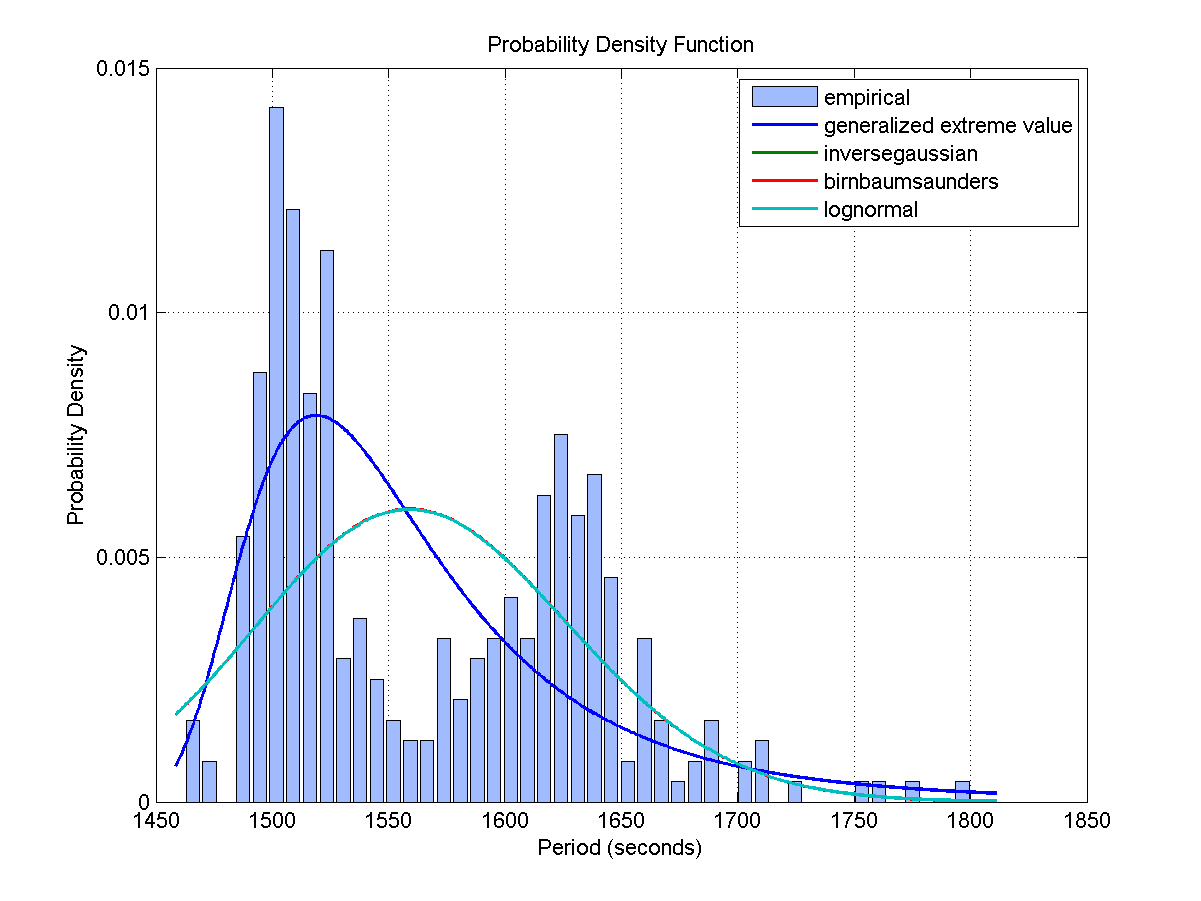 Probability Density Function
0.015
0.01
0.005
0
Probability Density
empirical
generalized extreme value
inversegaussian
birnbaumsaunders
lognormal
1450 1500 1550 1600 1650 1700 1750 1800 1850
Period (seconds)